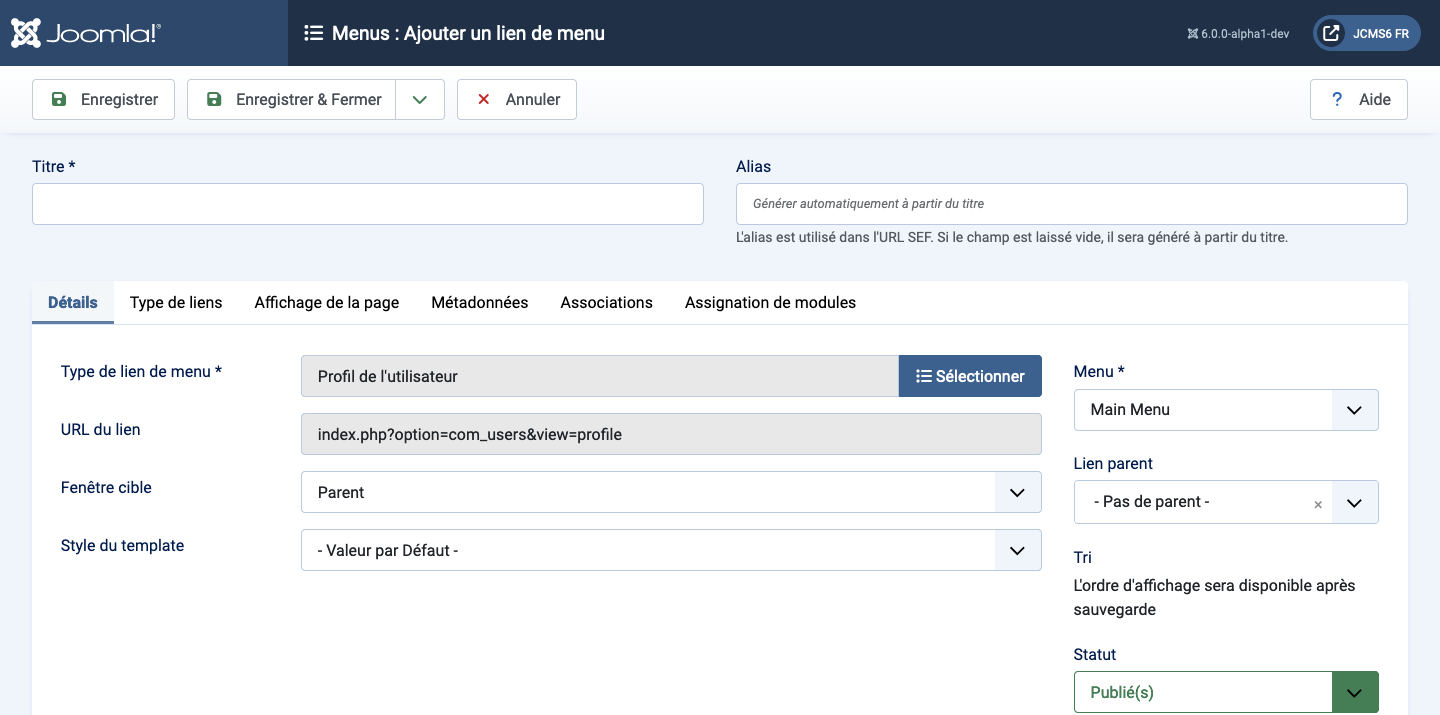 Joomla!®
Menus : Ajouter un lien de menu
6.0.0-alpha1-dev
JCMS6 FR
Enregistrer
Enregistrer & Fermer
Annuler
? Aide
Titre *
Alias
Générer automatiquement à partir du titre
L'alias est utilisé dans l'URL SEF. Si le champ est laissé vide, il sera généré à partir du titre.
Détails Type de liens Affichage de la page Métadonnées Associations Assignation de modules
Type de lien de menu *
Profil de l'utilisateur
Sélectionner
URL du lien
index.php?option=com_users&view=profile
Fenêtre cible
Parent
Style du template
- Valeur par Défaut -
Menu *
Main Menu
Lien parent
- Pas de parent - ×
Tri
L'ordre d'affichage sera disponible après
sauvegarde
Statut
Publié(s)